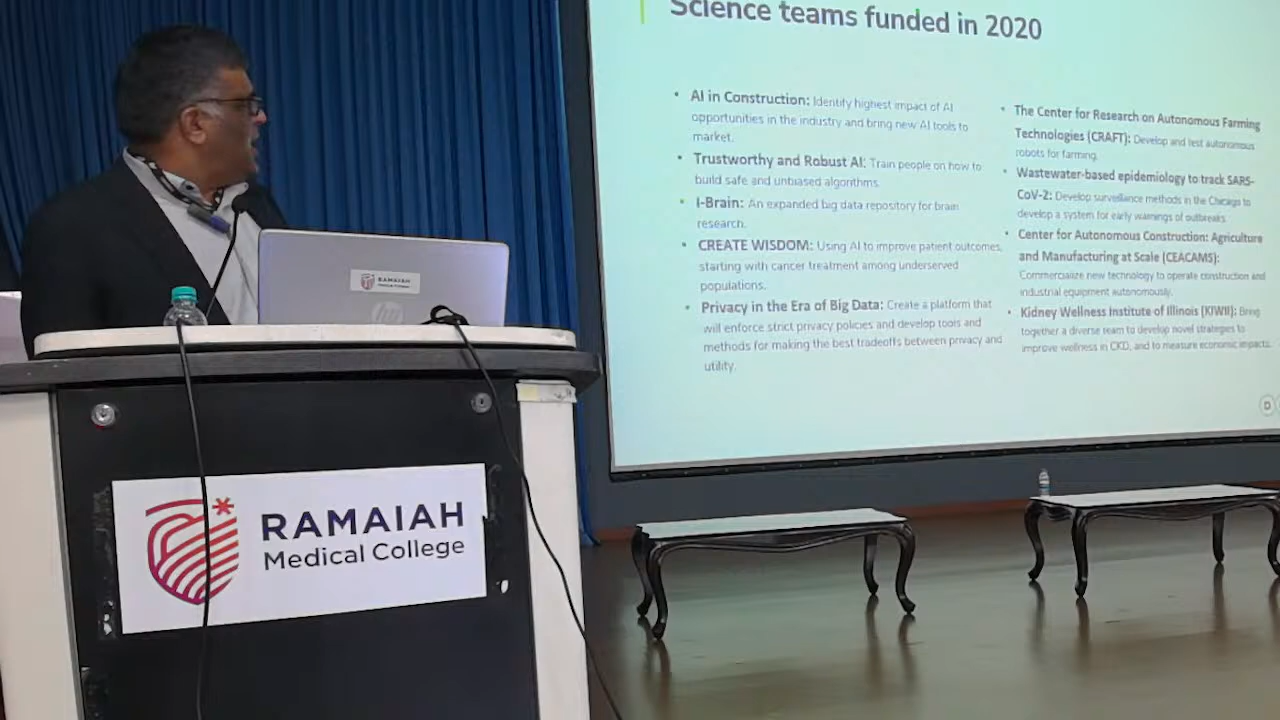 Science teams funded in 2020
• AI in Construction: Identify highest impact of AI
opportunities in the industry and bring new AI tools to
market.
• Trustworthy and Robust AI: Train people on how to
build safe and unbiased algorithms.
• I-Brain: An expanded big data repository for brain
research.
• CREATE WISDOM: Using AI to improve patient outcomes,
starting with cancer treatment among underserved
populations.
• Privacy in the Era of Big Data: Create a platform that
will enforce strict privacy policies and develop tools and
methods for making the best tradeoffs between privacy and
utility.
• The Center for Research on Autonomous Farming
Technologies (CRAFT): Develop and test autonomous
robots for farming.
• Wastewater-based epidemiology to track SARS-
CoV-2: Develop surveillance methods in the Chicago to
develop a system for early warnings of outbreaks.
• Center for Autonomous Construction: Agriculture
and Manufacturing at Scale (CEACAMS):
Commercialize new technology to operate construction and
industrial equipment autonomously.
• Kidney Wellness Institute of Illinois (KIWII): Bring
together a diverse team to develop novel strategies to
improve wellness in CKD, and to measure economic impacts.
D
RAMAIAH
hp
RAMAIAH
Medical College